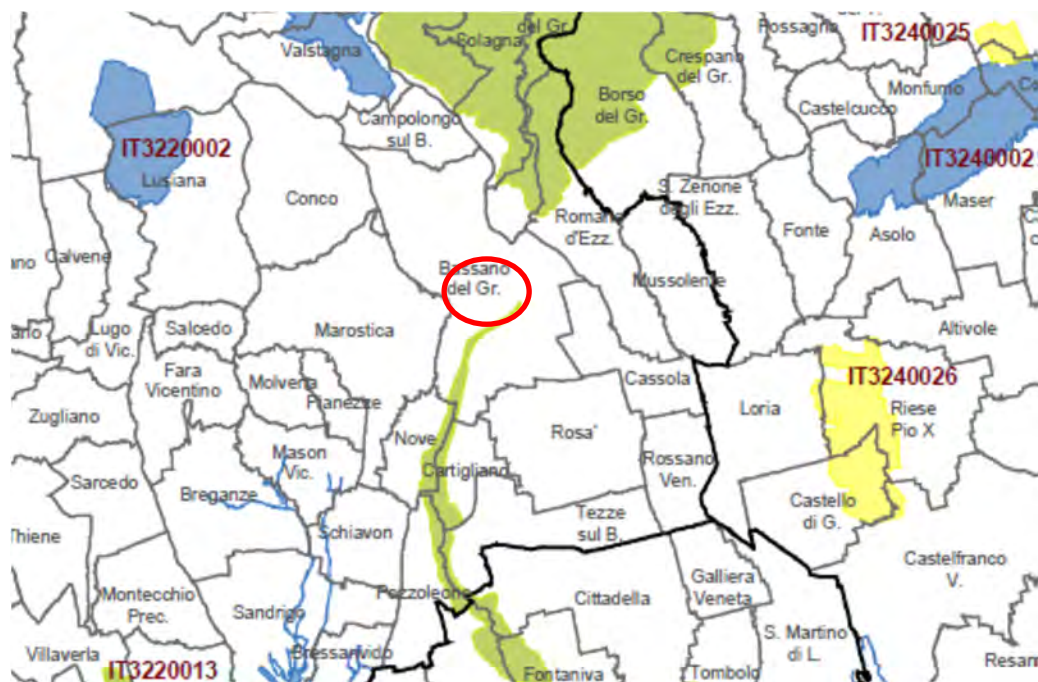 del Gr.
Solagna
Valstagna
Possagno
IT3240025
Crespano
del Gr.
Monfumo
Borso
del Gr.
Castelcucco
Campolongo
sul B.
IT3220002
Lusiana
IT3240002
Maser
Conco
S. Zenone
degli Ezz.
Romano
d'Ezz.
Fonte
Asolo
Calvene
Bassano
del Gr.
Mussolente
Lugo
di Vic.
Salcedo
Marostica
Altivole
Fara
Vicentino
Molvena
Pianezze
Cassola
IT3240026
Loria
Riese
Pio X
Zugliano
Nove
Rosa'
Mason
Vic.
Cartigliano
Rossano
Ven.
Sarcedo
Breganze
Castello
di G.
Schiavon
Tezze
sul B.
Thiene
Castelfranco
V.
Montecchio
Prec.
Pozzoleone
Cittadella
Galliera
Veneta
Sandrigo
S. Martino
di L.
Villaverla
Bressanvido
IT3220013
Fontaniva
Tombolo
Resan